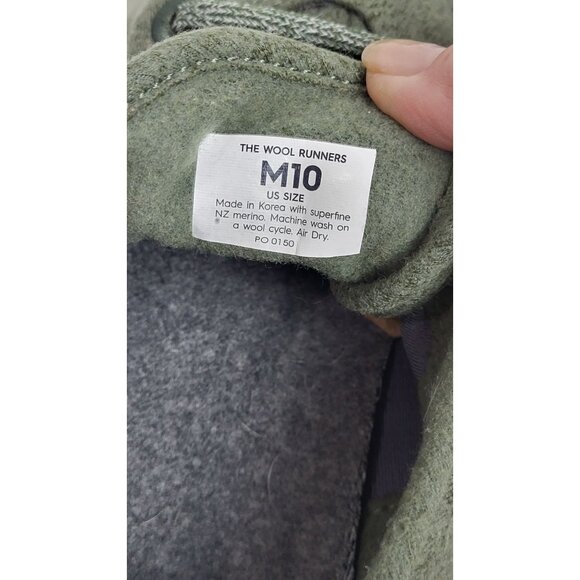 THE WOOL RUNNERS
M10
US SIZE
Made in Korea with superfine
NZ merino. Machine wash on
a wool cycle. Air Dry.
PO 0150